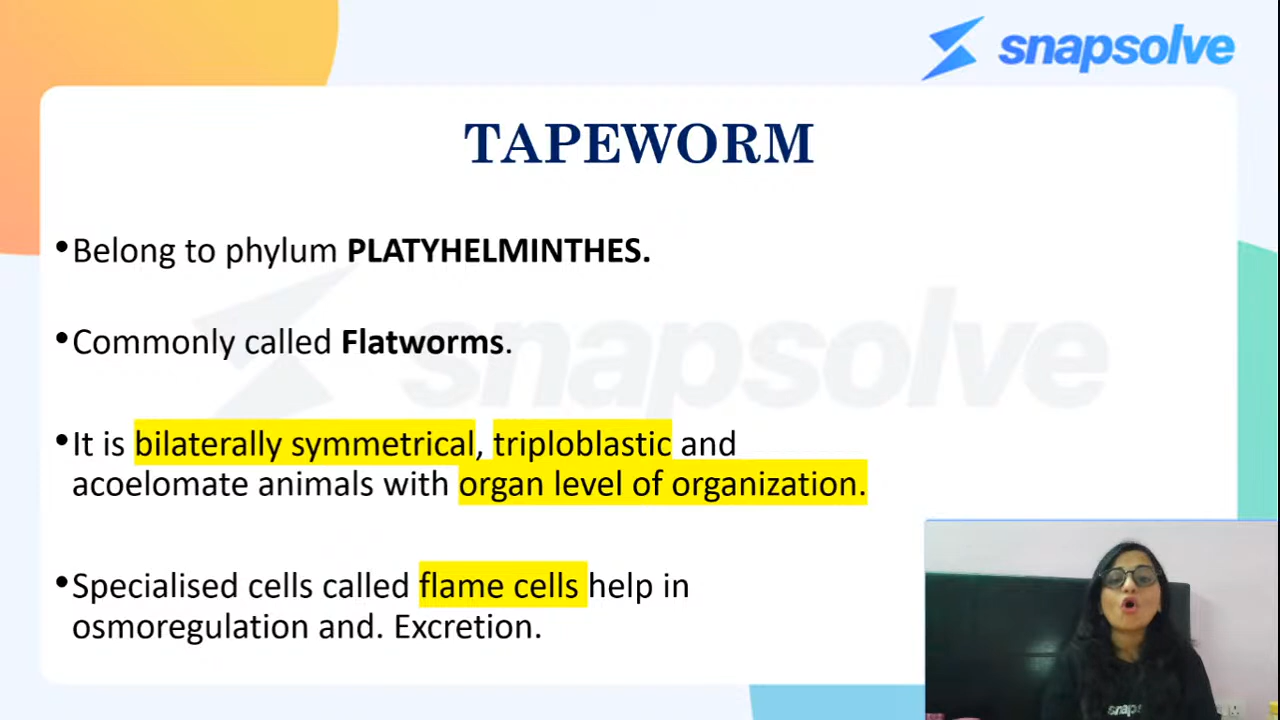 snapsolve
TAPEWORM
•Belong to phylum PLATYHELMINTHES.
•Commonly called Flatworms.
snapsolve
•It is bilaterally symmetrical, triploblastic and
acoelomate animals with organ level of organization.
•Specialised cells called flame cells help in
osmoregulation and. Excretion.